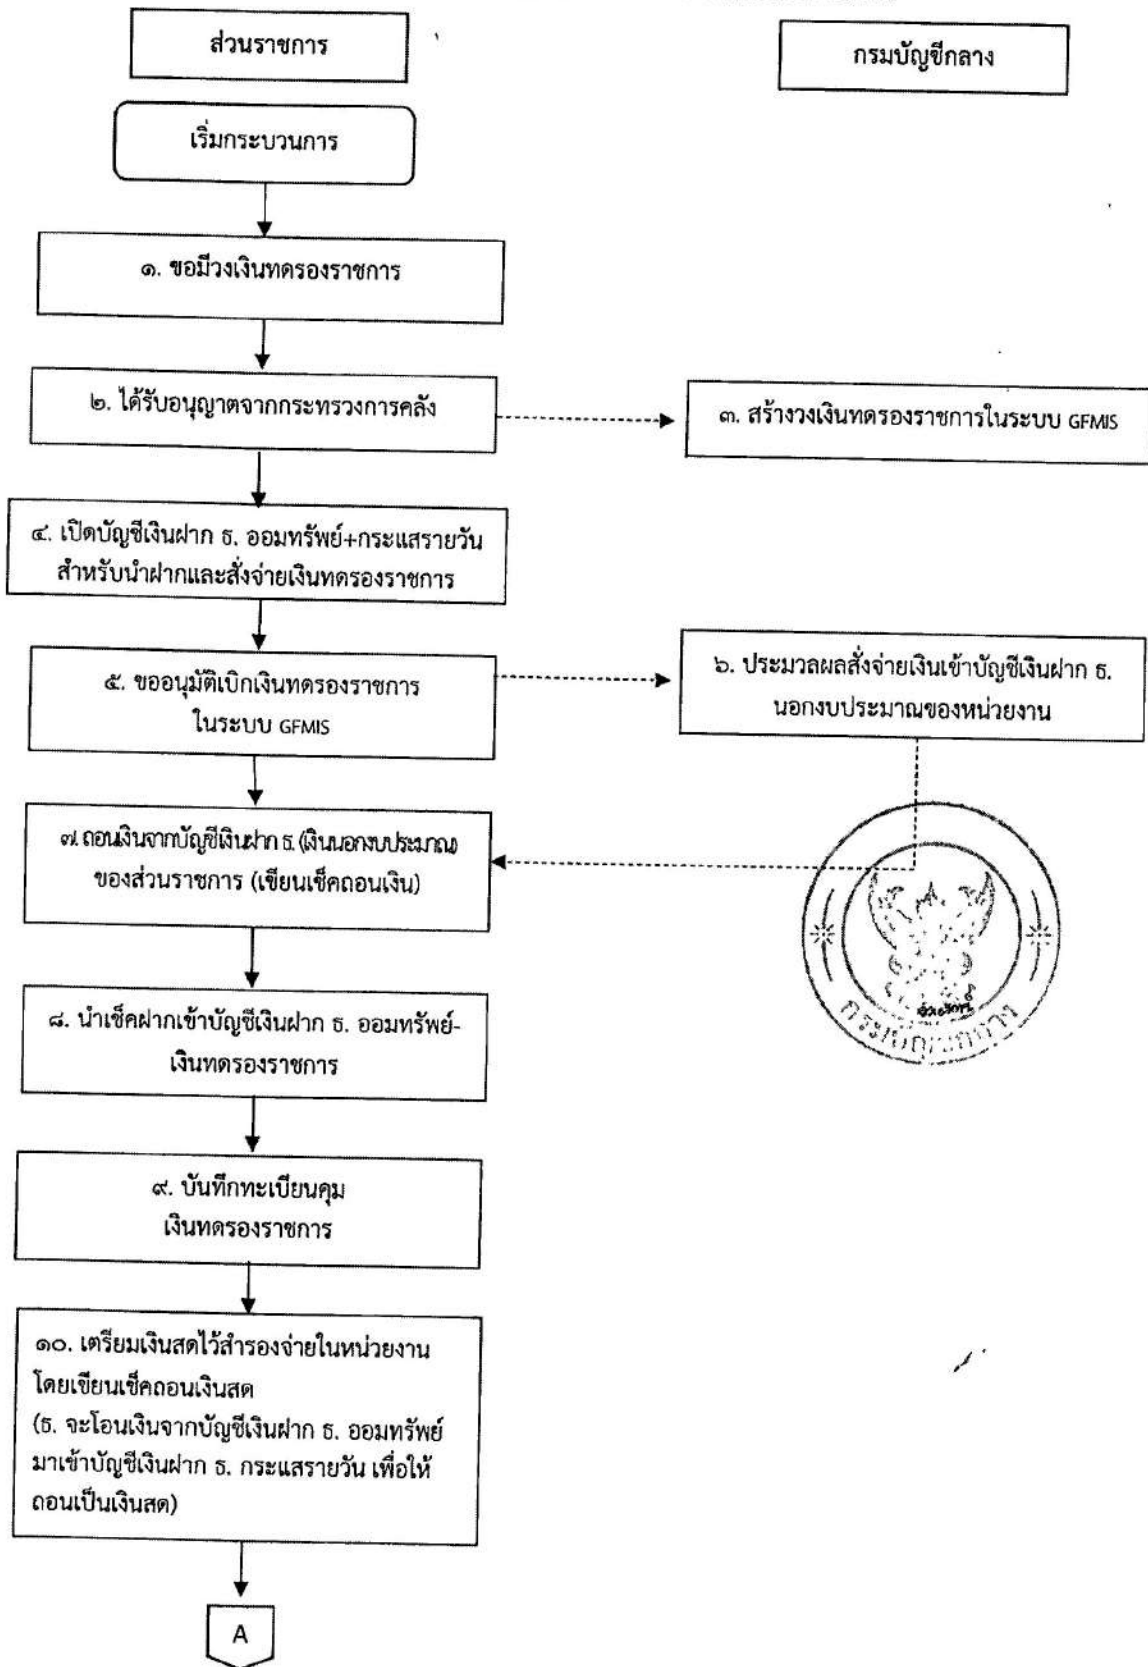 ส่วนราชการ
กรมบัญชีกลาง
เริ่มกระบวนการ
๑. ขอมีวงเงินทดรองราชการ
๒. ได้รับอนุญาตจากกระทรวงการคลัง
๓. สร้างวงเงินทดรองราชการในระบบ GFMIS
๔. เปิดบัญชีเงินฝาก ธ. ออมทรัพย์+กระแสรายวัน
สำหรับนำฝากและสั่งจ่ายเงินทดรองราชการ
๕. ขออนุมัติเบิกเงินทดรองราชการ
ในระบบ GFMIS
๖. ประมวลผลสั่งจ่ายเงินเข้าบัญชีเงินฝาก ธ.
นอกงบประมาณของหน่วยงาน
๗. ถอนเงินจากบัญชีเงินฝาก ธ. (เงินนอกงบประมาณ)
ของส่วนราชการ (เขียนเช็คถอนเงิน)
๘. นำเช็คฝากเข้าบัญชีเงินฝาก ธ. ออมทรัพย์-
เงินทดรองราชการ
กรมบัญชีกลาง
๙. บันทึกทะเบียนคุม
เงินทดรองราชการ
๑๐. เตรียมเงินสดไว้สำรองจ่ายในหน่วยงาน
โดยเขียนเช็คถอนเงินสด
(ธ. จะโอนเงินจากบัญชีเงินฝาก ธ. ออมทรัพย์
มาเข้าบัญชีเงินฝาก ธ. กระแสรายวัน เพื่อให้
ถอนเป็นเงินสด)
A